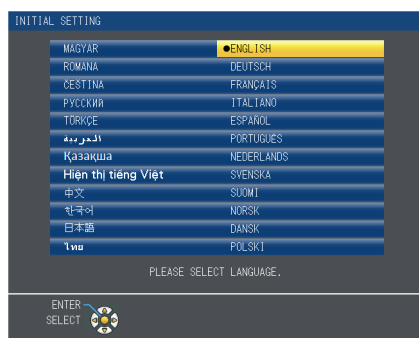 INITIAL SETTING
MAGYAR ●ENGLISH
ROMÂNA DEUTSCH
ČEŠTINA FRANÇAIS
РУССКИЙ ITALIANO
TÜRKÇE ESPAÑOL
العربية PORTUGUÊS
Қазақша NEDERLANDS
Hiện thị tiếng Việt SVENSKA
中文 SUOMI
한국어 NORSK
日本語 DANSK
ไทย POLSKI
PLEASE SELECT LANGUAGE.
ENTER
SELECT